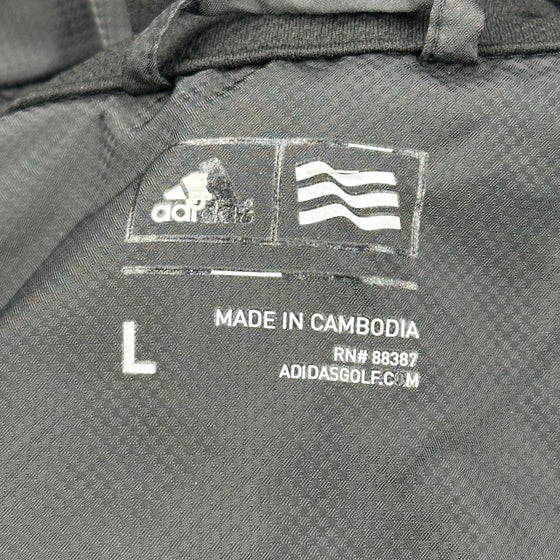 adidas
L
MADE IN CAMBODIA
RN# 88387
ADIDASGOLF.COM